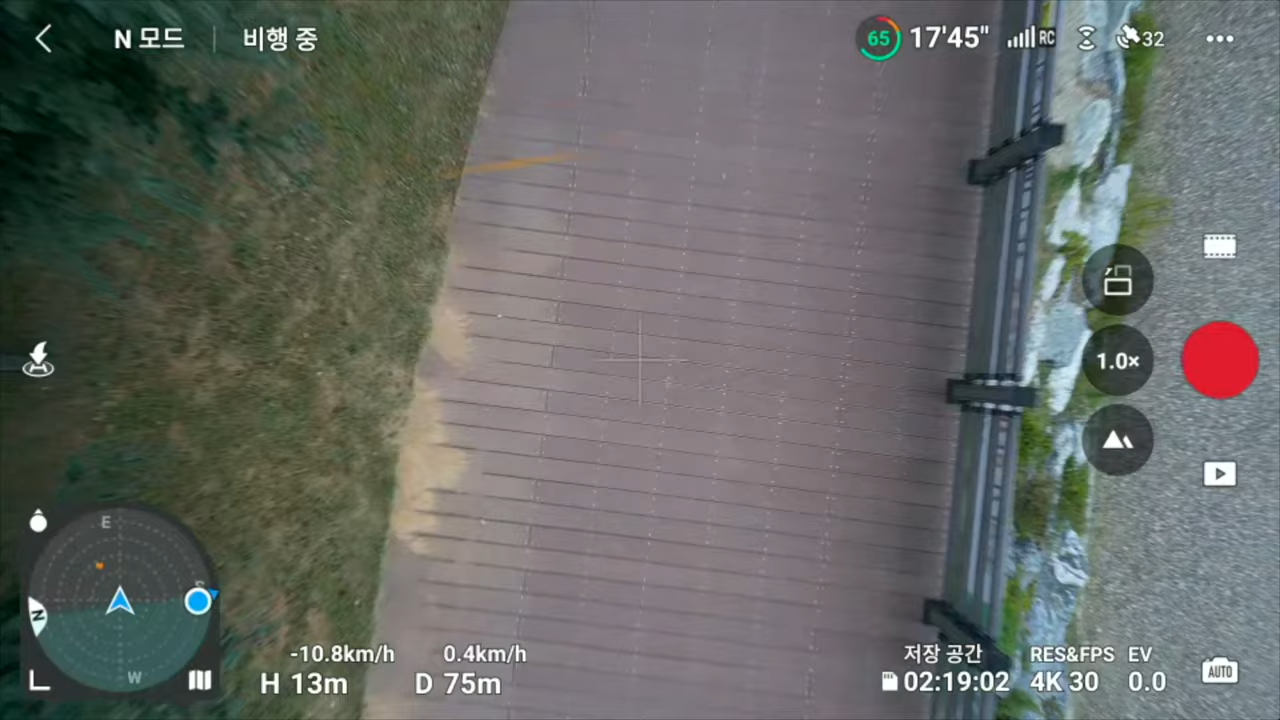 N 모드 비행 중 65 17'45" RC 32
1.0×
E
S
N
W
-10.8km/h 0.4km/h
H 13m D 75m
저장 공간 RES&FPS EV
02:19:02 4K 30 0.0
AUTO